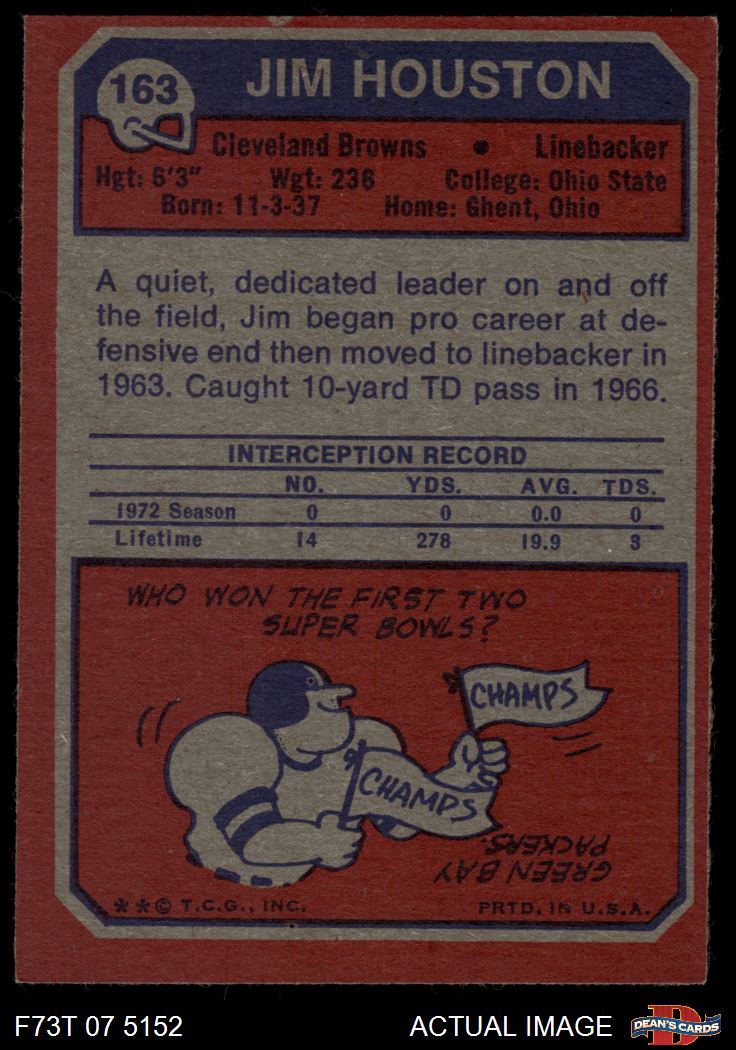 163
JIM HOUSTON
Cleveland Browns • Linebacker
Hgt: 6'3" Wgt: 236 College: Ohio State
Born: 11-3-37 Home: Ghent, Ohio
A quiet, dedicated leader on and off
the field, Jim began pro career at de-
fensive end then moved to linebacker in
1963. Caught 10-yard TD pass in 1966.
INTERCEPTION RECORD
NO. YDS. AVG. TDS.
1972 Season 0 0 0.0 0
Lifetime 14 278 19.9 3
WHO WON THE FIRST TWO
SUPER BOWLS?
CHAMPS
CHAMPS
GREEN BAY
PACKERS.
**© T.C.G., INC. PRTD. IN U.S.A.
F73T 07 5152 ACTUAL IMAGE
D
DEAN'S CARDS